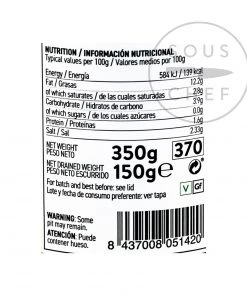 SOUS
CHEF
NUTRITION / INFORMACIÓN NUTRICIONAL
Typical values per 100g / Valores medios por 100g
Energy / Energía 584 kJ / 139 kcal
Fat / Grasas 12.2g
of which saturates / de las cuales saturadas 2.8g
Carbohydrate / Hidratos de carbono 3.9g
of which sugars / de los cuales azúcares 0.0g
Protein / Proteínas 1.6g
Salt / Sal 2.33g
NET WEIGHT
PESO NETO 350g 370
NET DRAINED WEIGHT
PESO NETO ESCURRIDO 150g e
For batch and best before: see lid
Lote y fecha de consumo preferente: ver tapa
V GF
WARNING: Some
pit may remain.
ATENCIÓN: Puede
contener hueso.
8 437008 051420